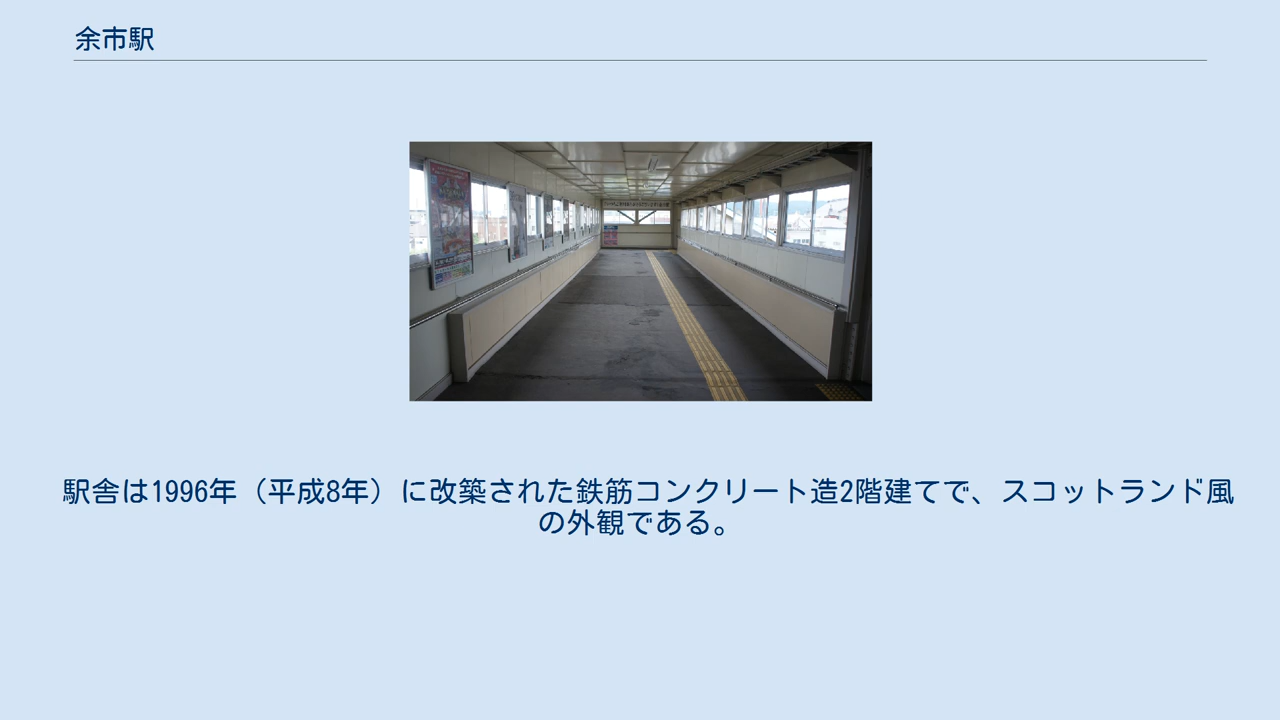 余市駅
駅舎は1996年（平成8年）に改築された鉄筋コンクリート造2階建てで、スコットランド風
の外観である。